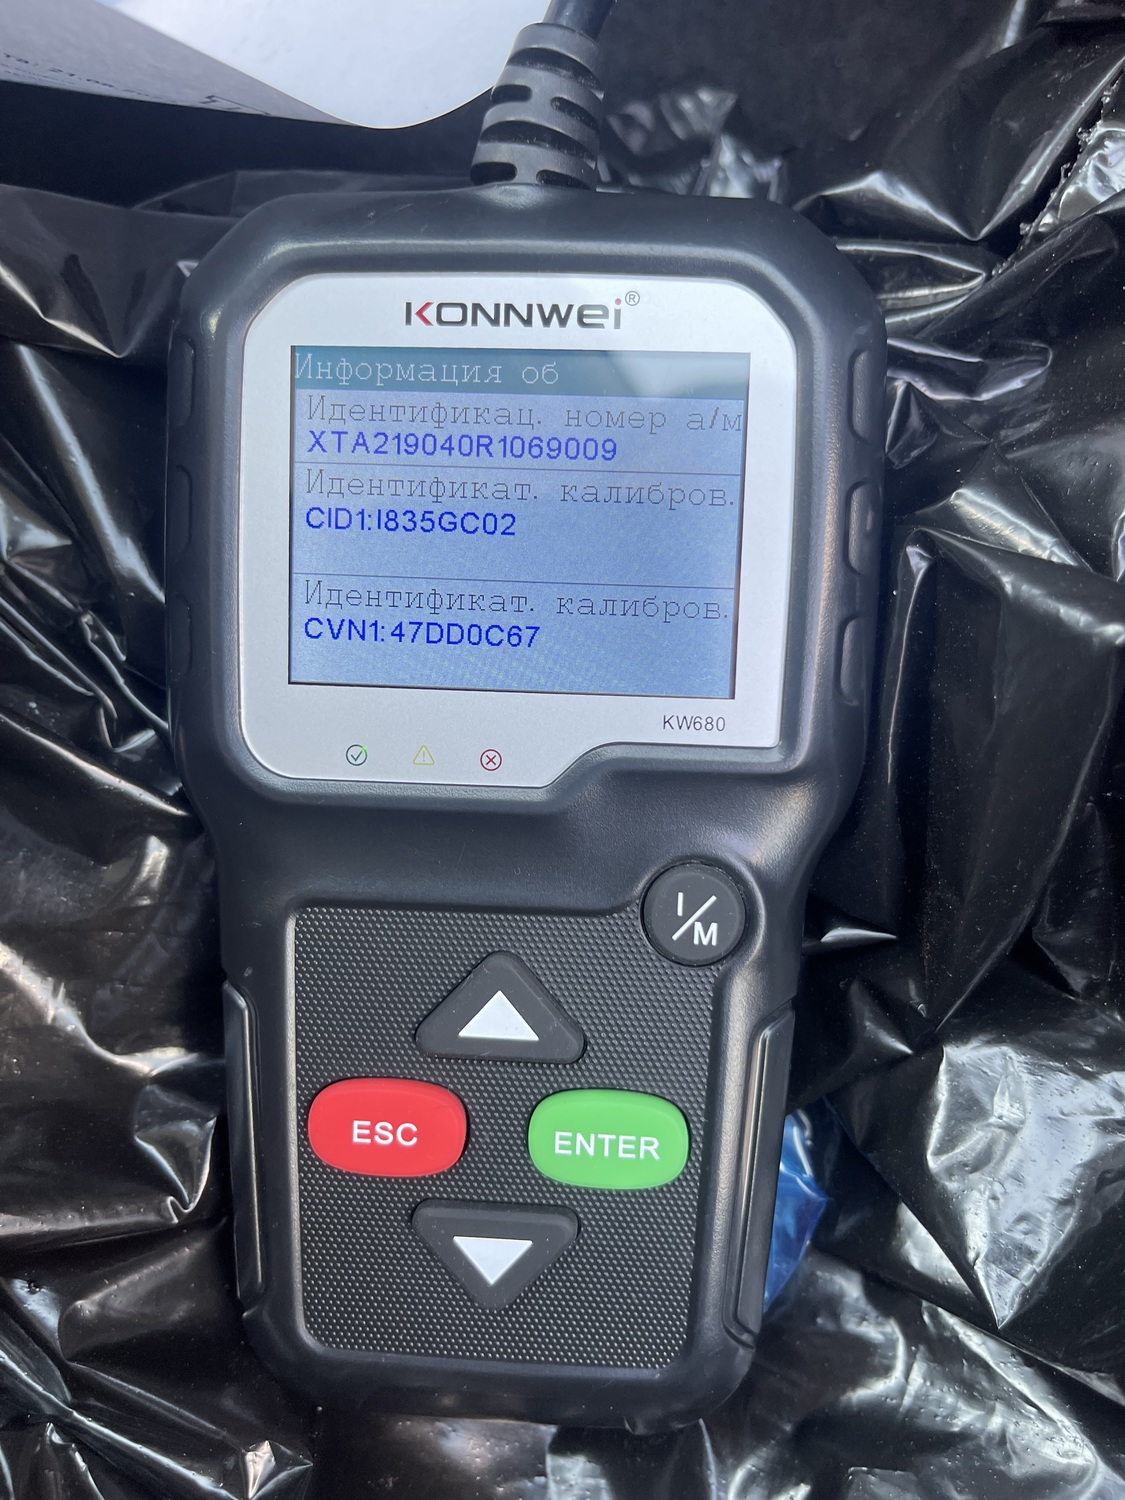 KONNWEI®
Информация об
Идентификац. номер а/м
XTA219040R1069009
Идентификат. калибров.
CID1:I835GC02
Идентификат. калибров.
CVN1:47DD0C67
KW680
I/M
ESC
ENTER